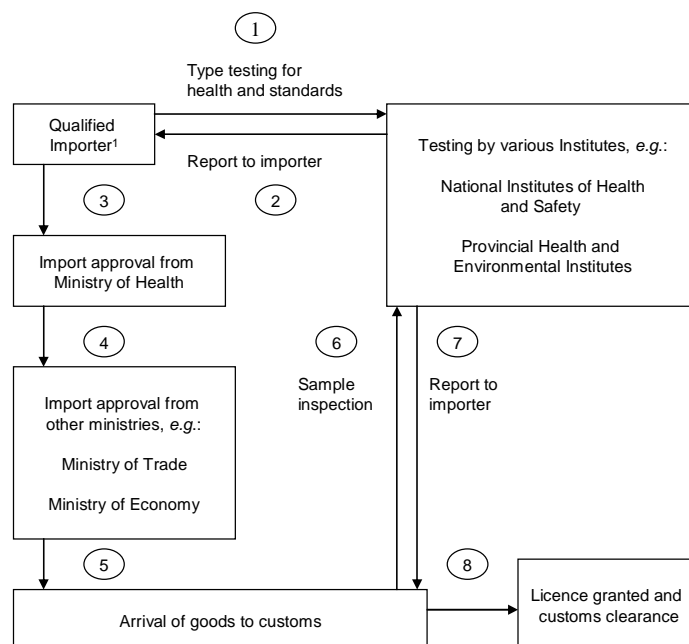 1
Type testing for
health and standards
Qualified
Importer¹
Report to importer
2
Testing by various Institutes, e.g.:
National Institutes of Health
and Safety
Provincial Health and
Environmental Institutes
3
Import approval from
Ministry of Health
4
6
7
Sample
inspection
Report to
importer
Import approval from
other ministries, e.g.:
Ministry of Trade
Ministry of Economy
5
8
Arrival of goods to customs
Licence granted and
customs clearance